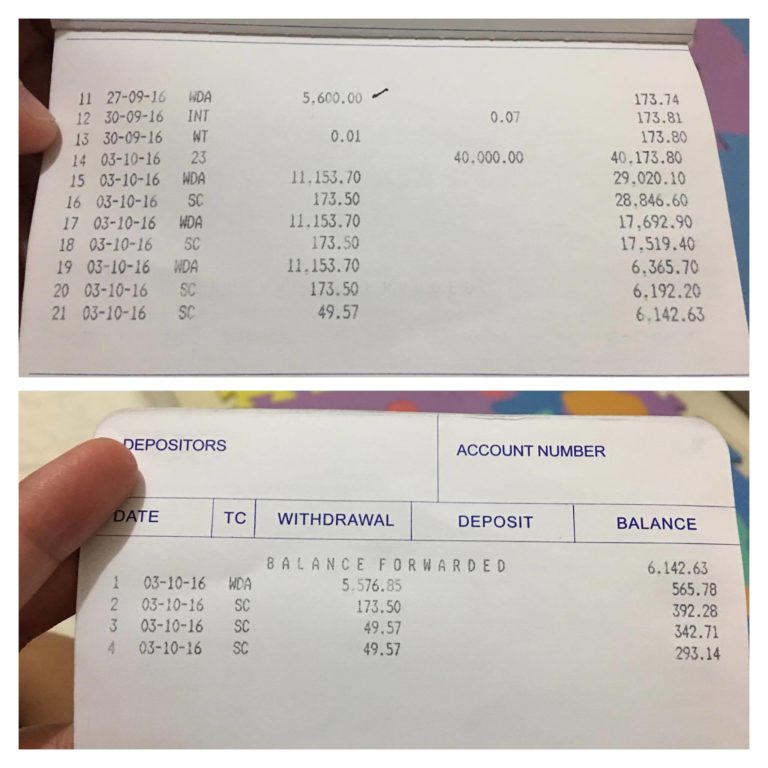 11 27-09-16 WDA 5,600.00 173.74
12 30-09-16 INT 0.07 173.81
13 30-09-16 WT 0.01 173.80
14 03-10-16 23 40,000.00 40,173.80
15 03-10-16 WDA 11,153.70 29,020.10
16 03-10-16 SC 173.50 28,846.60
17 03-10-16 WDA 11,153.70 17,692.90
18 03-10-16 SC 173.50 17,519.40
19 03-10-16 WDA 11,153.70 6,365.70
20 03-10-16 SC 173.50 6,192.20
21 03-10-16 SC 49.57 6,142.63
DEPOSITORS ACCOUNT NUMBER
DATE TC WITHDRAWAL DEPOSIT BALANCE
BALANCE FORWARDED 6,142.63
1 03-10-16 WDA 5,576.85 565.78
2 03-10-16 SC 173.50 392.28
3 03-10-16 SC 49.57 342.71
4 03-10-16 SC 49.57 293.14